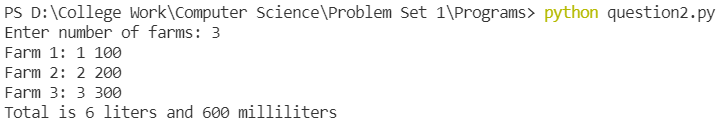 PS D:\College Work\Computer Science\Problem Set 1\Programs> python question2.py
Enter number of farms: 3
Farm 1: 1 100
Farm 2: 2 200
Farm 3: 3 300
Total is 6 liters and 600 milliliters